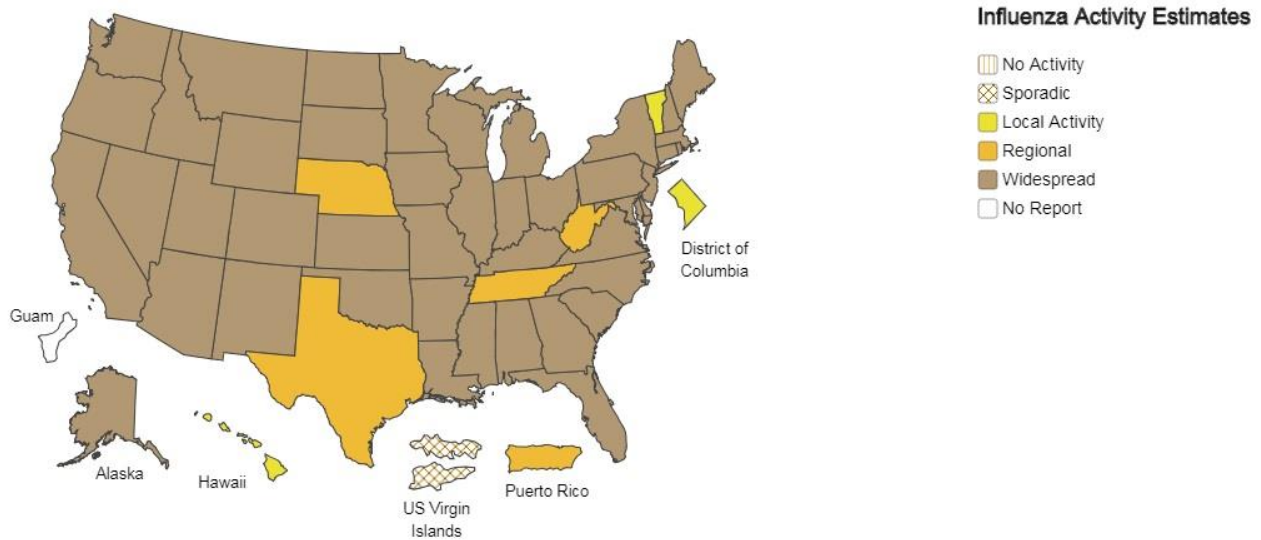 Influenza Activity Estimates
No Activity
Sporadic
Local Activity
Regional
Widespread
No Report
District of
Columbia
Guam
Alaska
Hawaii
US Virgin
Islands
Puerto Rico